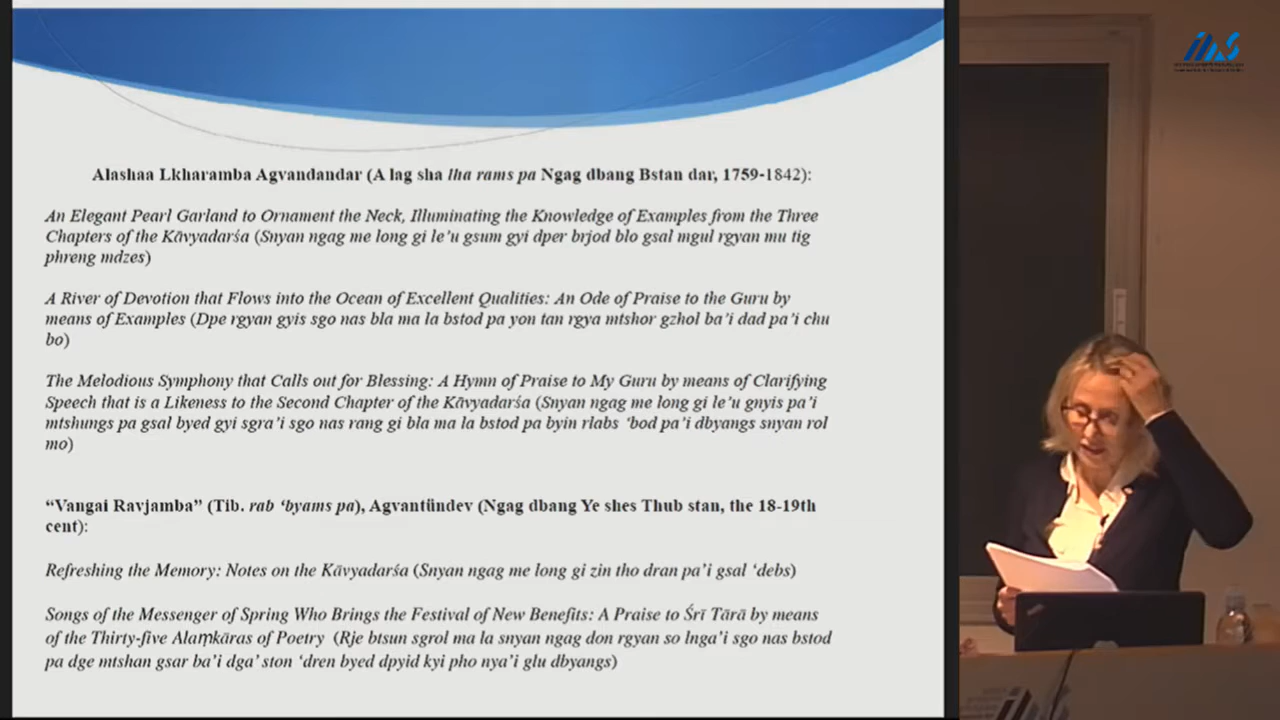 Alashaa Lkharamba Agvandandar (A lag sha lha rams pa Ngag dbang Bstan dar, 1759-1842):
An Elegant Pearl Garland to Ornament the Neck, Illuminating the Knowledge of Examples from the Three
Chapters of the Kāvyadarśa (Snyan ngag me long gi le’u gsum gyi dper brjod blo gsal mgul rgyan mu tig
phreng mdzes)
A River of Devotion that Flows into the Ocean of Excellent Qualities: An Ode of Praise to the Guru by
means of Examples (Dpe rgyan gyis sgo nas bla ma la bstod pa yon tan rgya mtshor gzhol ba’i dad pa’i chu
bo)
The Melodious Symphony that Calls out for Blessing: A Hymn of Praise to My Guru by means of Clarifying
Speech that is a Likeness to the Second Chapter of the Kāvyadarśa (Snyan ngag me long gi le’u gnyis pa’i
mtshungs pa gsal byed gyi sgra’i sgo nas rang gi bla ma la bstod pa byin rlabs ‘bod pa’i dbyangs snyan rol
mo)
“Vangai Ravjamba” (Tib. rab ‘byams pa), Agvantündev (Ngag dbang Ye shes Thub stan, the 18-19th
cent):
Refreshing the Memory: Notes on the Kāvyadarśa (Snyan ngag me long gi zin tho dran pa’i gsal ‘debs)
Songs of the Messenger of Spring Who Brings the Festival of New Benefits: A Praise to Śrī Tārā by means
of the Thirty-five Alaṃkāras of Poetry (Rje btsun sgrol ma la snyan ngag don rgyan so lnga’i sgo nas bstod
pa dge mtshan gsar ba’i dga’ ston ‘dren byed dpyid kyi pho nya’i glu dbyangs)